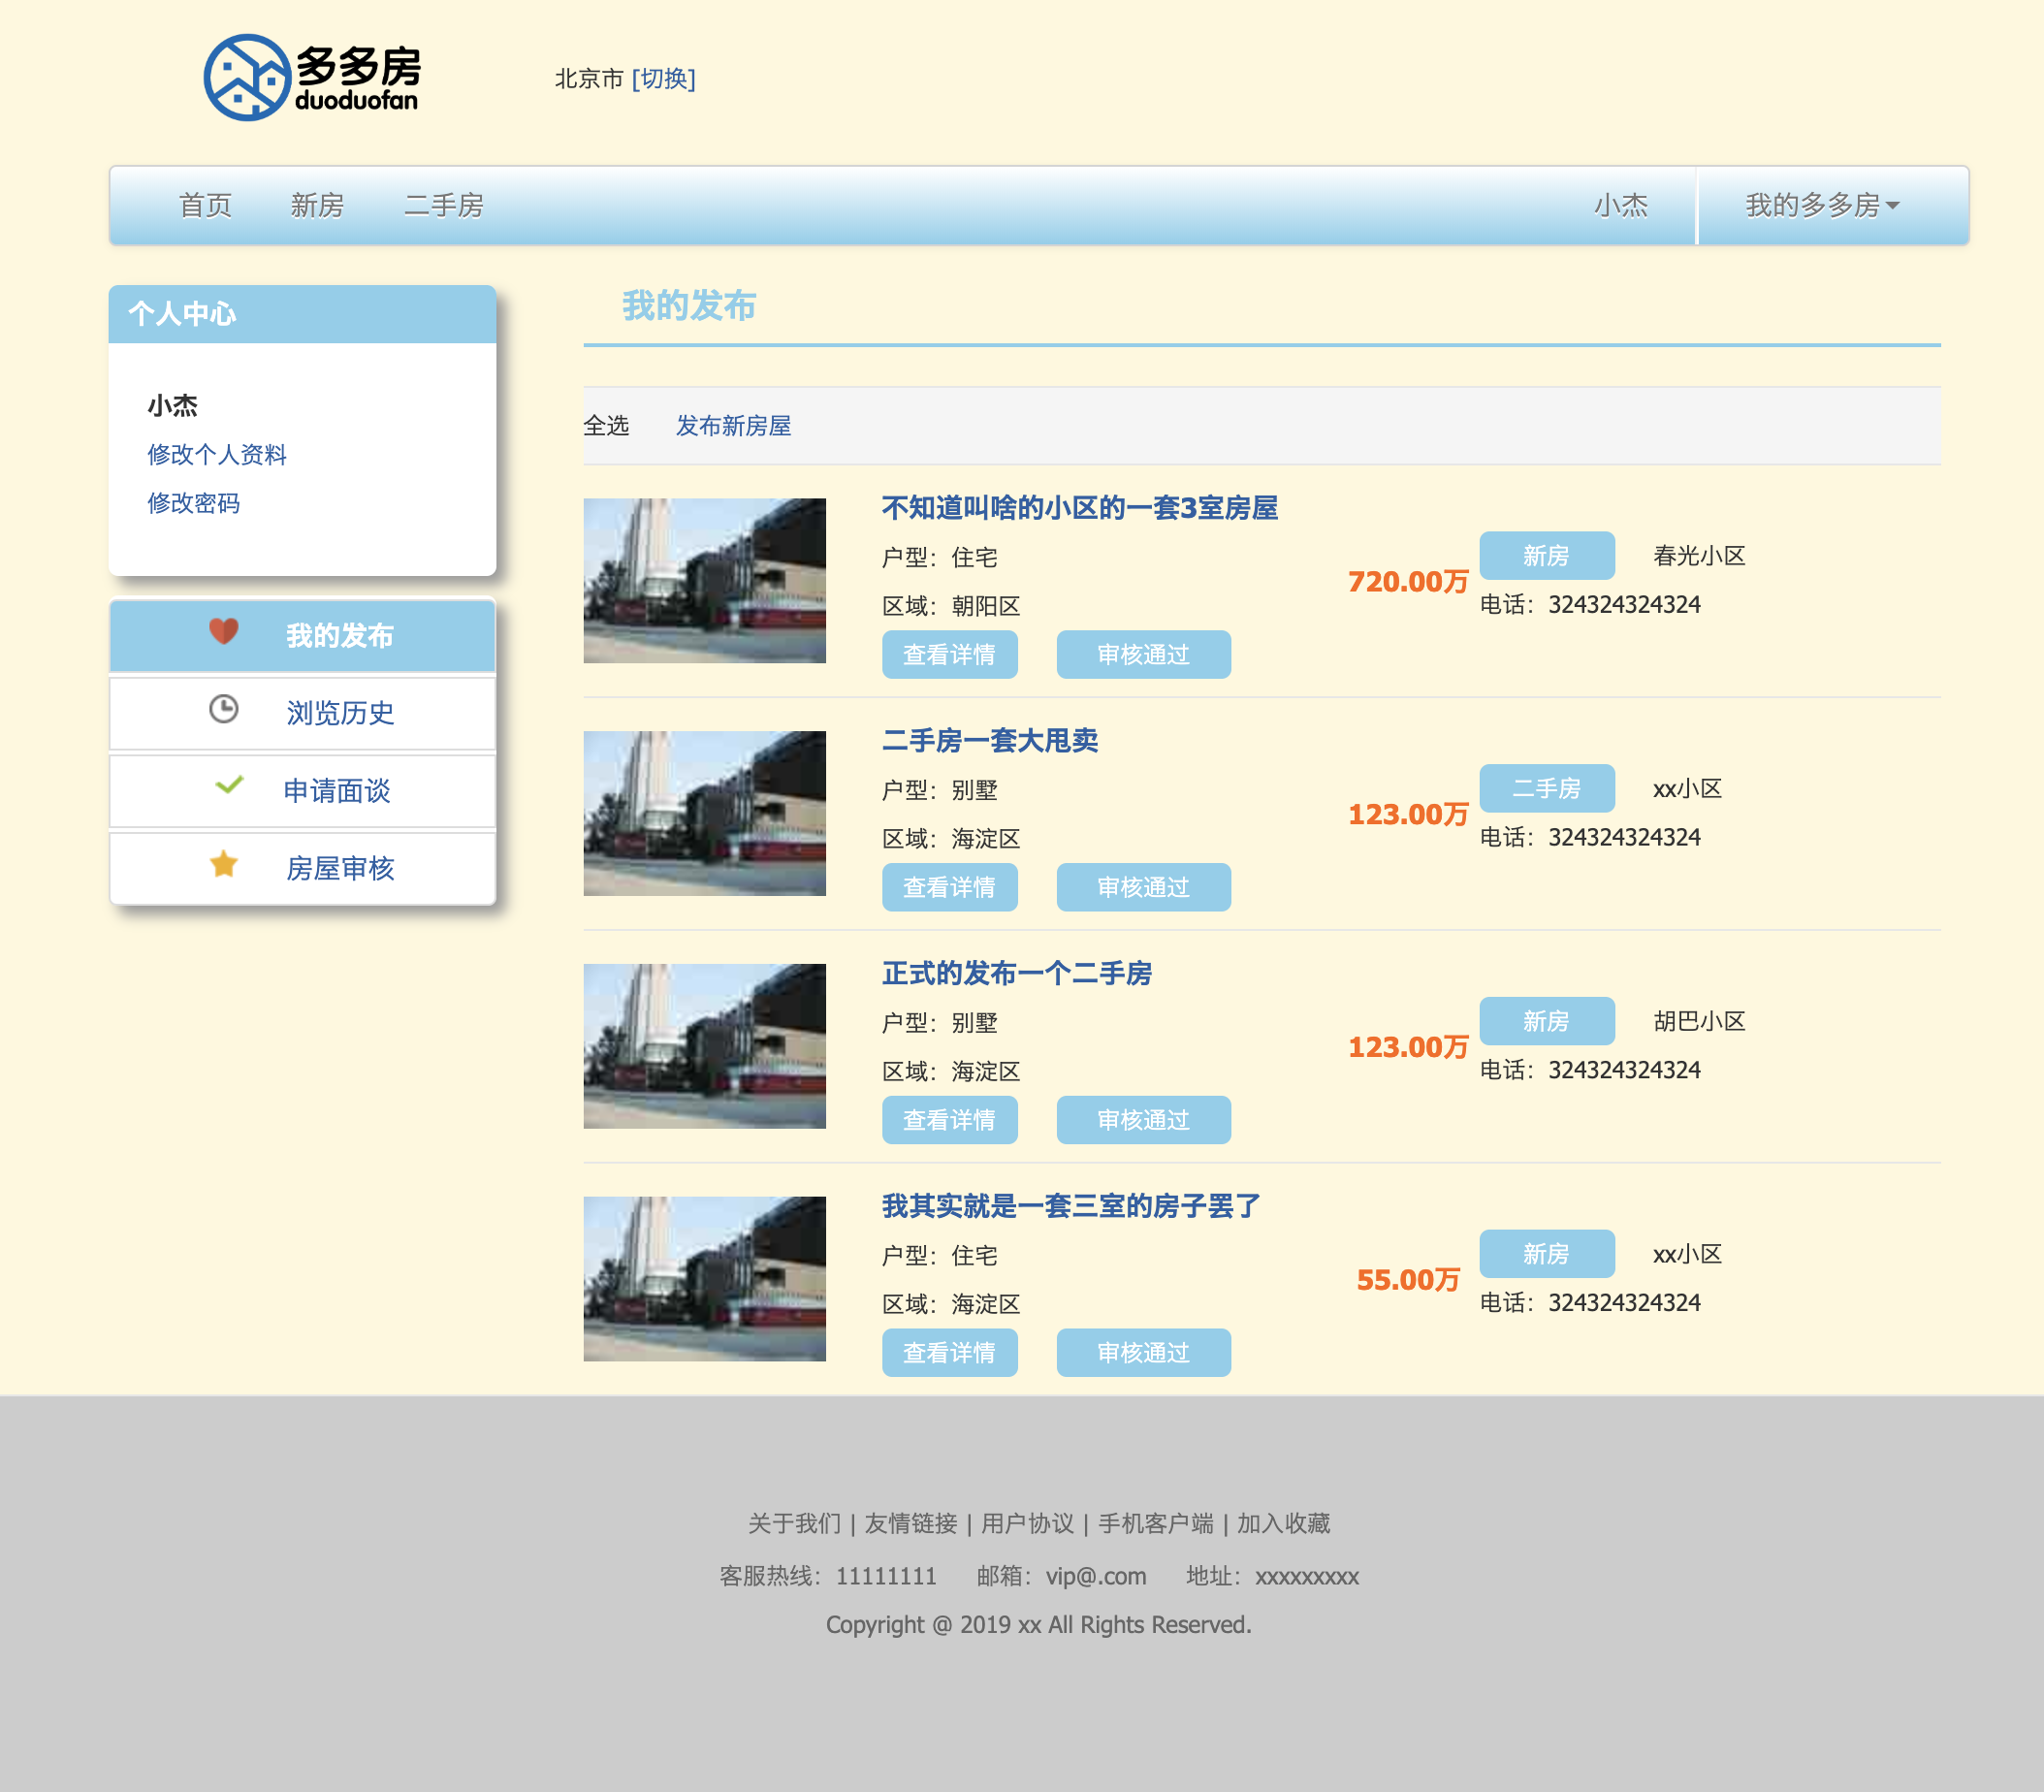 多多房
duoduofan
北京市 [切换]
首页 新房 二手房 小杰 我的多多房
个人中心
小杰
修改个人资料
修改密码
我的发布
浏览历史
申请面谈
房屋审核
我的发布
全选 发布新房屋
不知道叫啥的小区的一套3室房屋
户型：住宅
区域：朝阳区
查看详情 审核通过
720.00万
新房 春光小区
电话：324324324324
二手房一套大甩卖
户型：别墅
区域：海淀区
查看详情 审核通过
123.00万
二手房 xx小区
电话：324324324324
正式的发布一个二手房
户型：别墅
区域：海淀区
查看详情 审核通过
123.00万
新房 胡巴小区
电话：324324324324
我其实就是一套三室的房子罢了
户型：住宅
区域：海淀区
查看详情 审核通过
55.00万
新房 xx小区
电话：324324324324
关于我们 | 友情链接 | 用户协议 | 手机客户端 | 加入收藏
客服热线：11111111 邮箱：vip@.com 地址：xxxxxxxxx
Copyright @ 2019 xx All Rights Reserved.